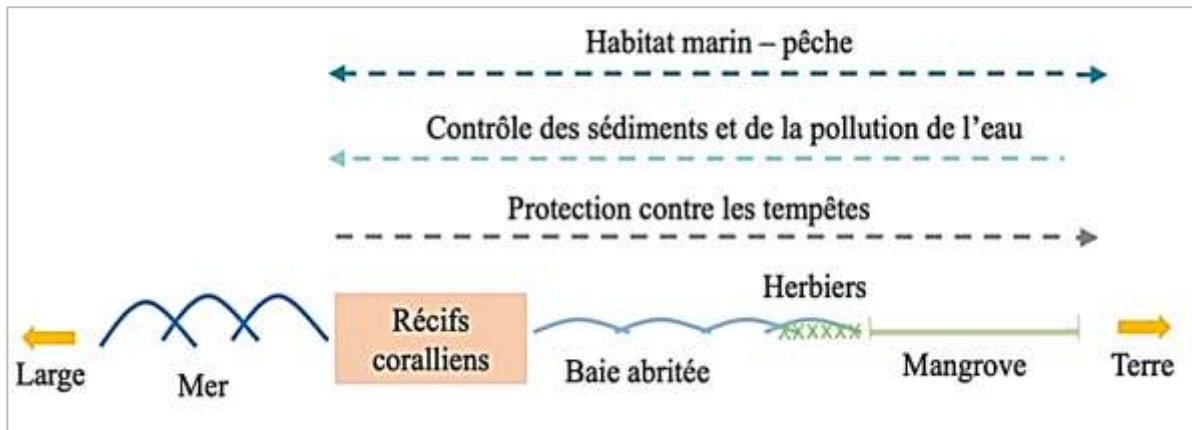 Habitat marin – pêche
Contrôle des sédiments et de la pollution de l’eau
Protection contre les tempêtes
Herbiers
Récifs
coralliens
Large
Mer
Baie abritée
Mangrove
Terre